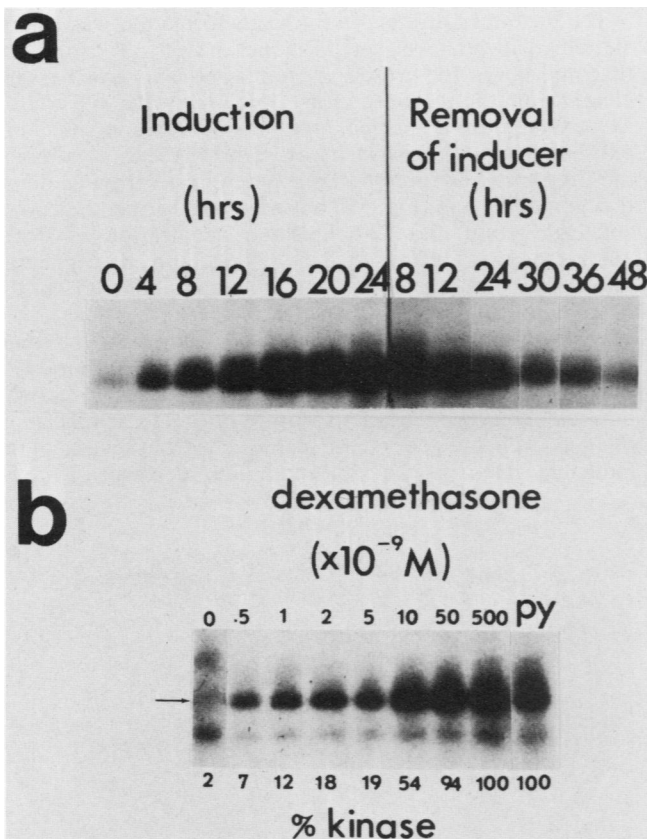 a
Induction
(hrs)
Removal
of inducer
(hrs)
0 4 8 12 16 20 24 8 12 24 30 36 48
b
dexamethasone
(x10⁻⁹M)
0 .5 1 2 5 10 50 500 py
2 7 12 18 19 54 94 100 100
% kinase